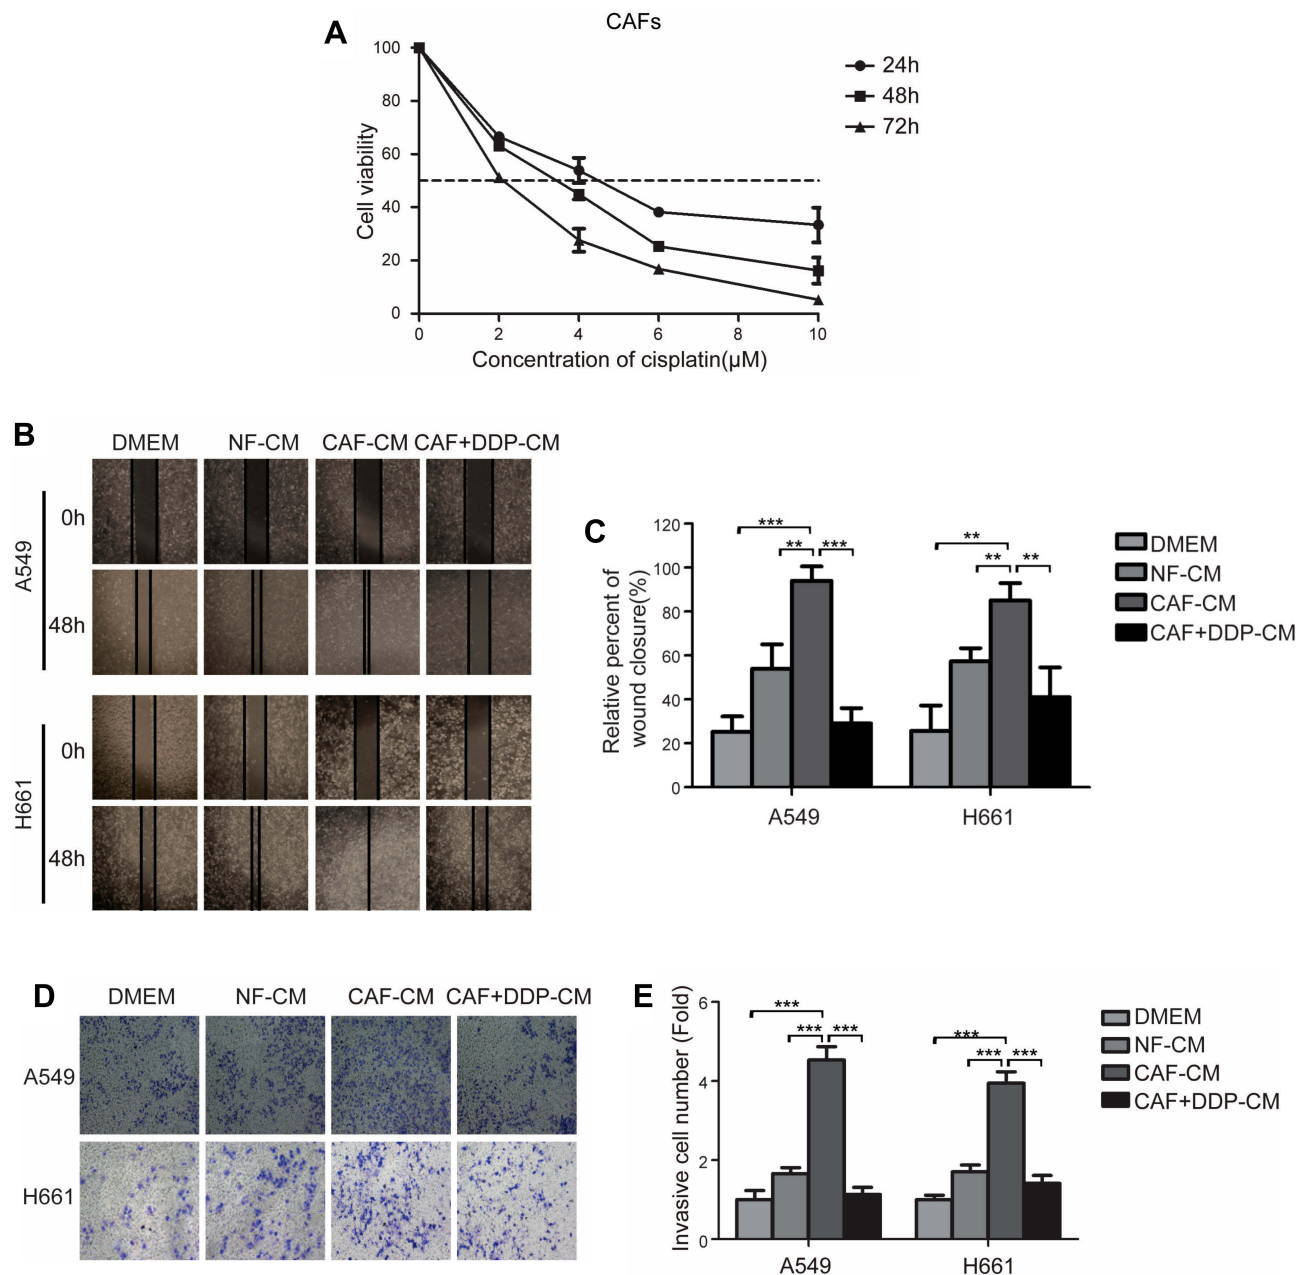 A
CAFs
100
80
60
40
20
0
Cell viability
0 2 4 6 8 10
Concentration of cisplatin(μM)
24h
48h
72h
B
DMEM NF-CM CAF-CM CAF+DDP-CM
A549
0h
48h
H661
0h
48h
C
120
100
80
60
40
20
0
Relative percent of
wound closure(%)
*** ** ***
** ** **
A549 H661
DMEM
NF-CM
CAF-CM
CAF+DDP-CM
D
DMEM NF-CM CAF-CM CAF+DDP-CM
A549
H661
E
6
4
2
0
Invasive cell number (Fold)
*** *** ***
*** *** ***
A549 H661
DMEM
NF-CM
CAF-CM
CAF+DDP-CM